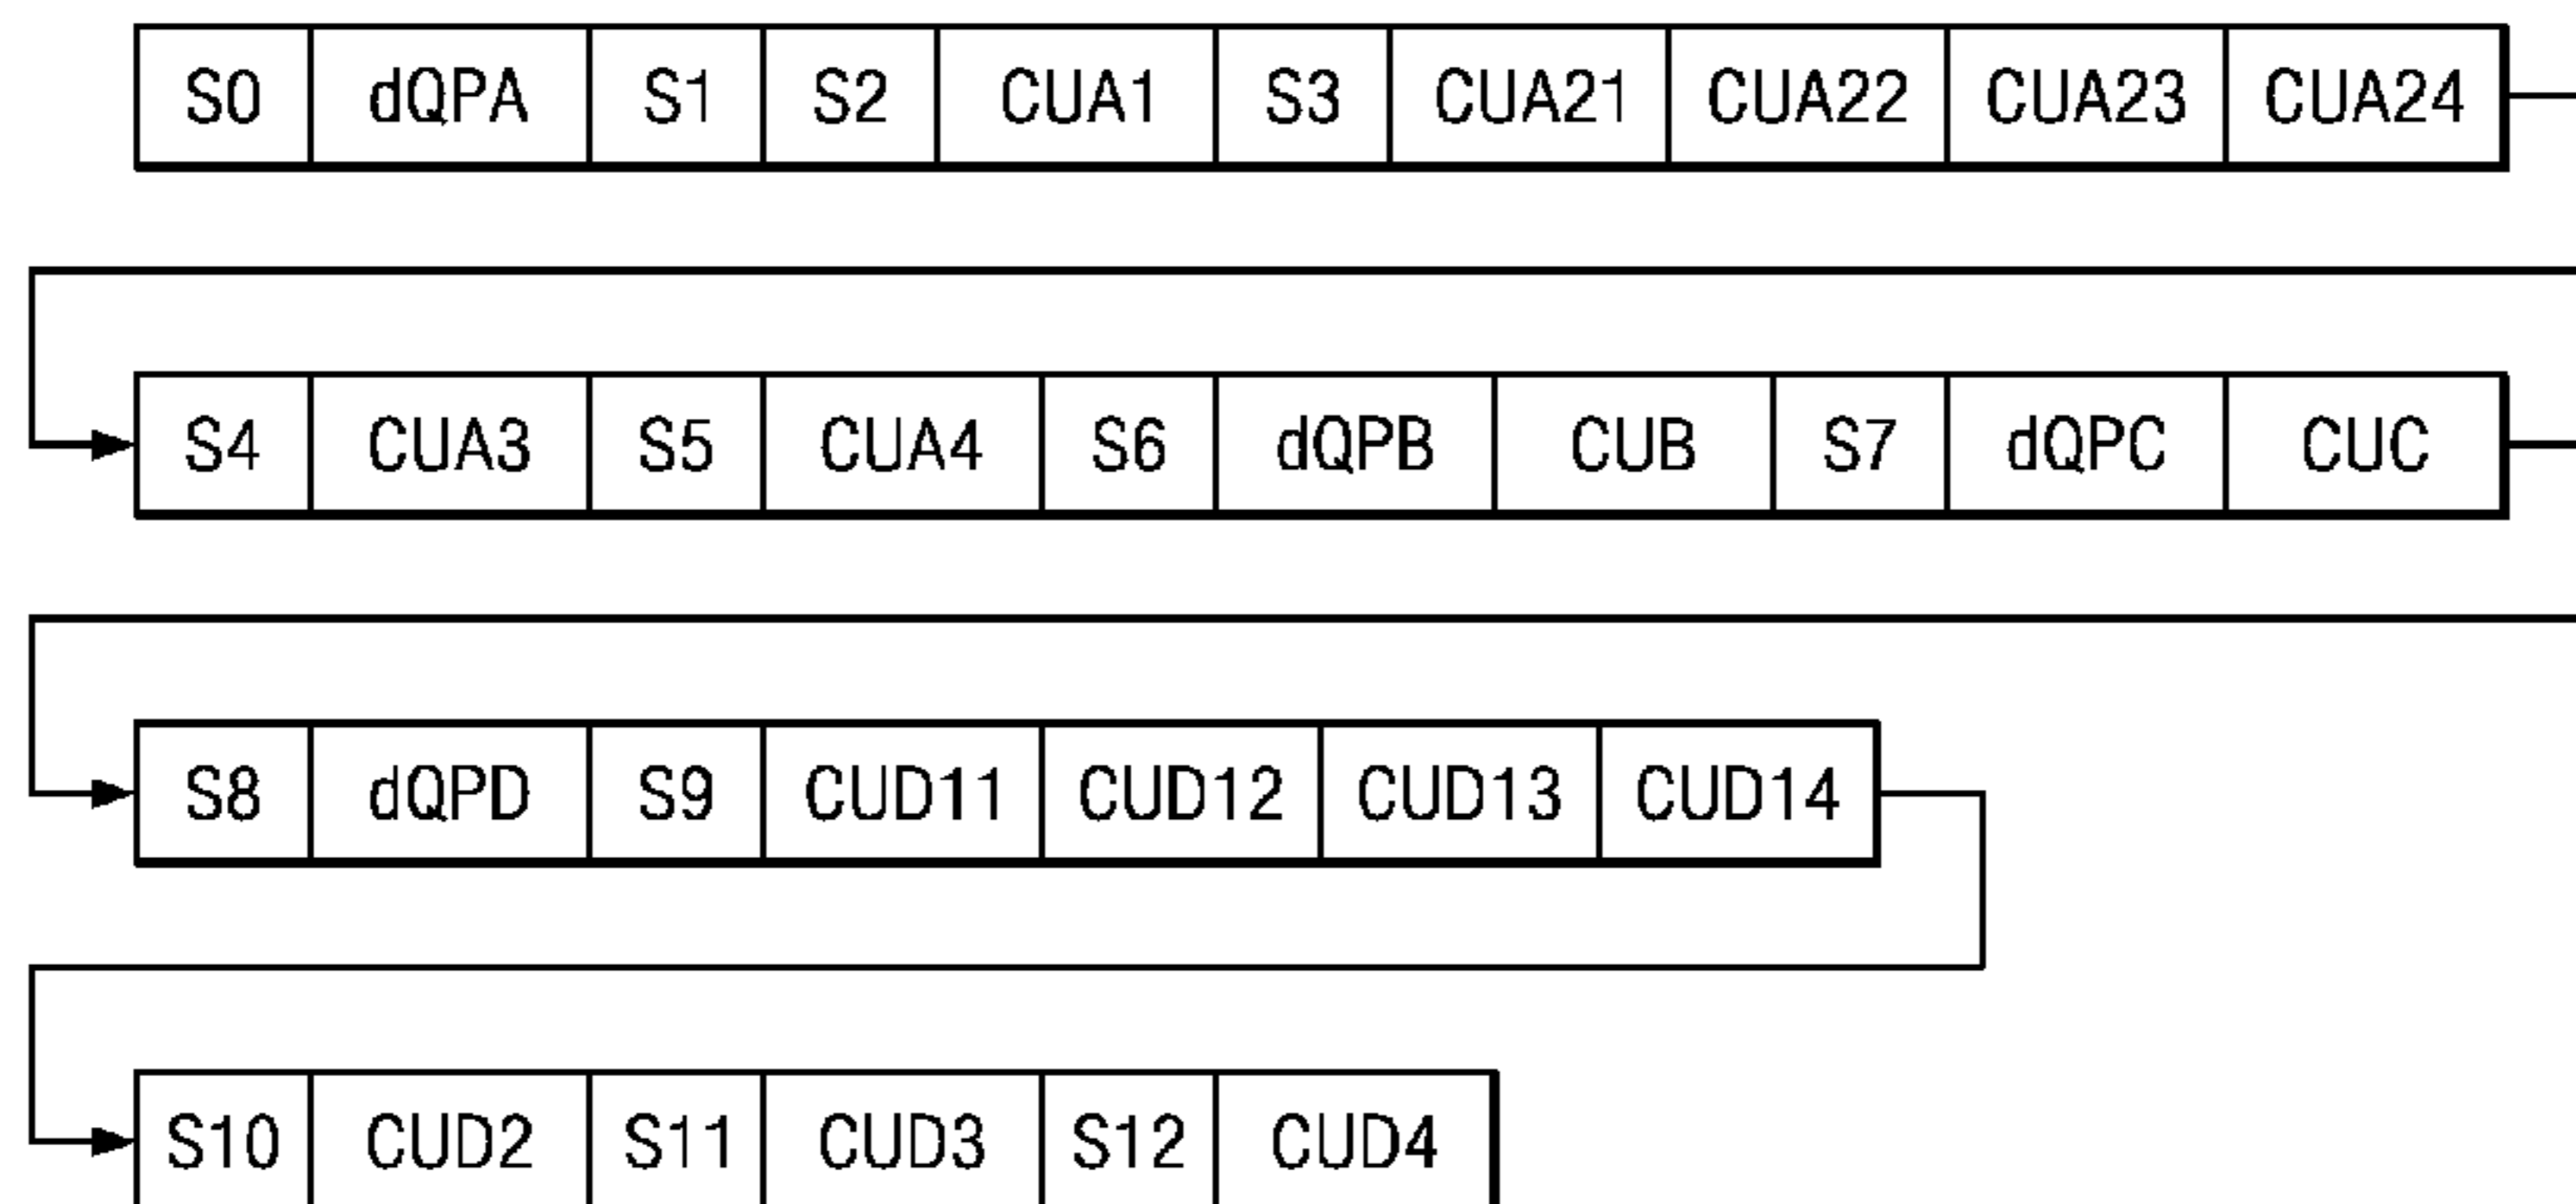 S0 dQPA S1 S2 CUA1 S3 CUA21 CUA22 CUA23 CUA24
S4 CUA3 S5 CUA4 S6 dQPB CUB S7 dQPC CUC
S8 dQPD S9 CUD11 CUD12 CUD13 CUD14
S10 CUD2 S11 CUD3 S12 CUD4